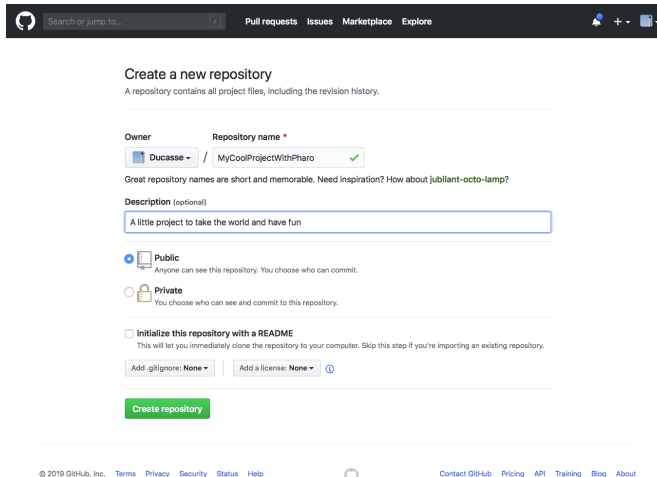 Search or jump to... /
Pull requests Issues Marketplace Explore
Create a new repository
A repository contains all project files, including the revision history.
Owner Repository name *
Ducasse / MyCoolProjectWithPharo
Great repository names are short and memorable. Need inspiration? How about jubilant-octo-lamp?
Description (optional)
A little project to take the world and have fun
Public
Anyone can see this repository. You choose who can commit.
Private
You choose who can see and commit to this repository.
Initialize this repository with a README
This will let you immediately clone the repository to your computer. Skip this step if you're importing an existing repository.
Add .gitignore: None Add a license: None
Create repository
© 2019 GitHub, Inc. Terms Privacy Security Status Help Contact GitHub Pricing API Training Blog About